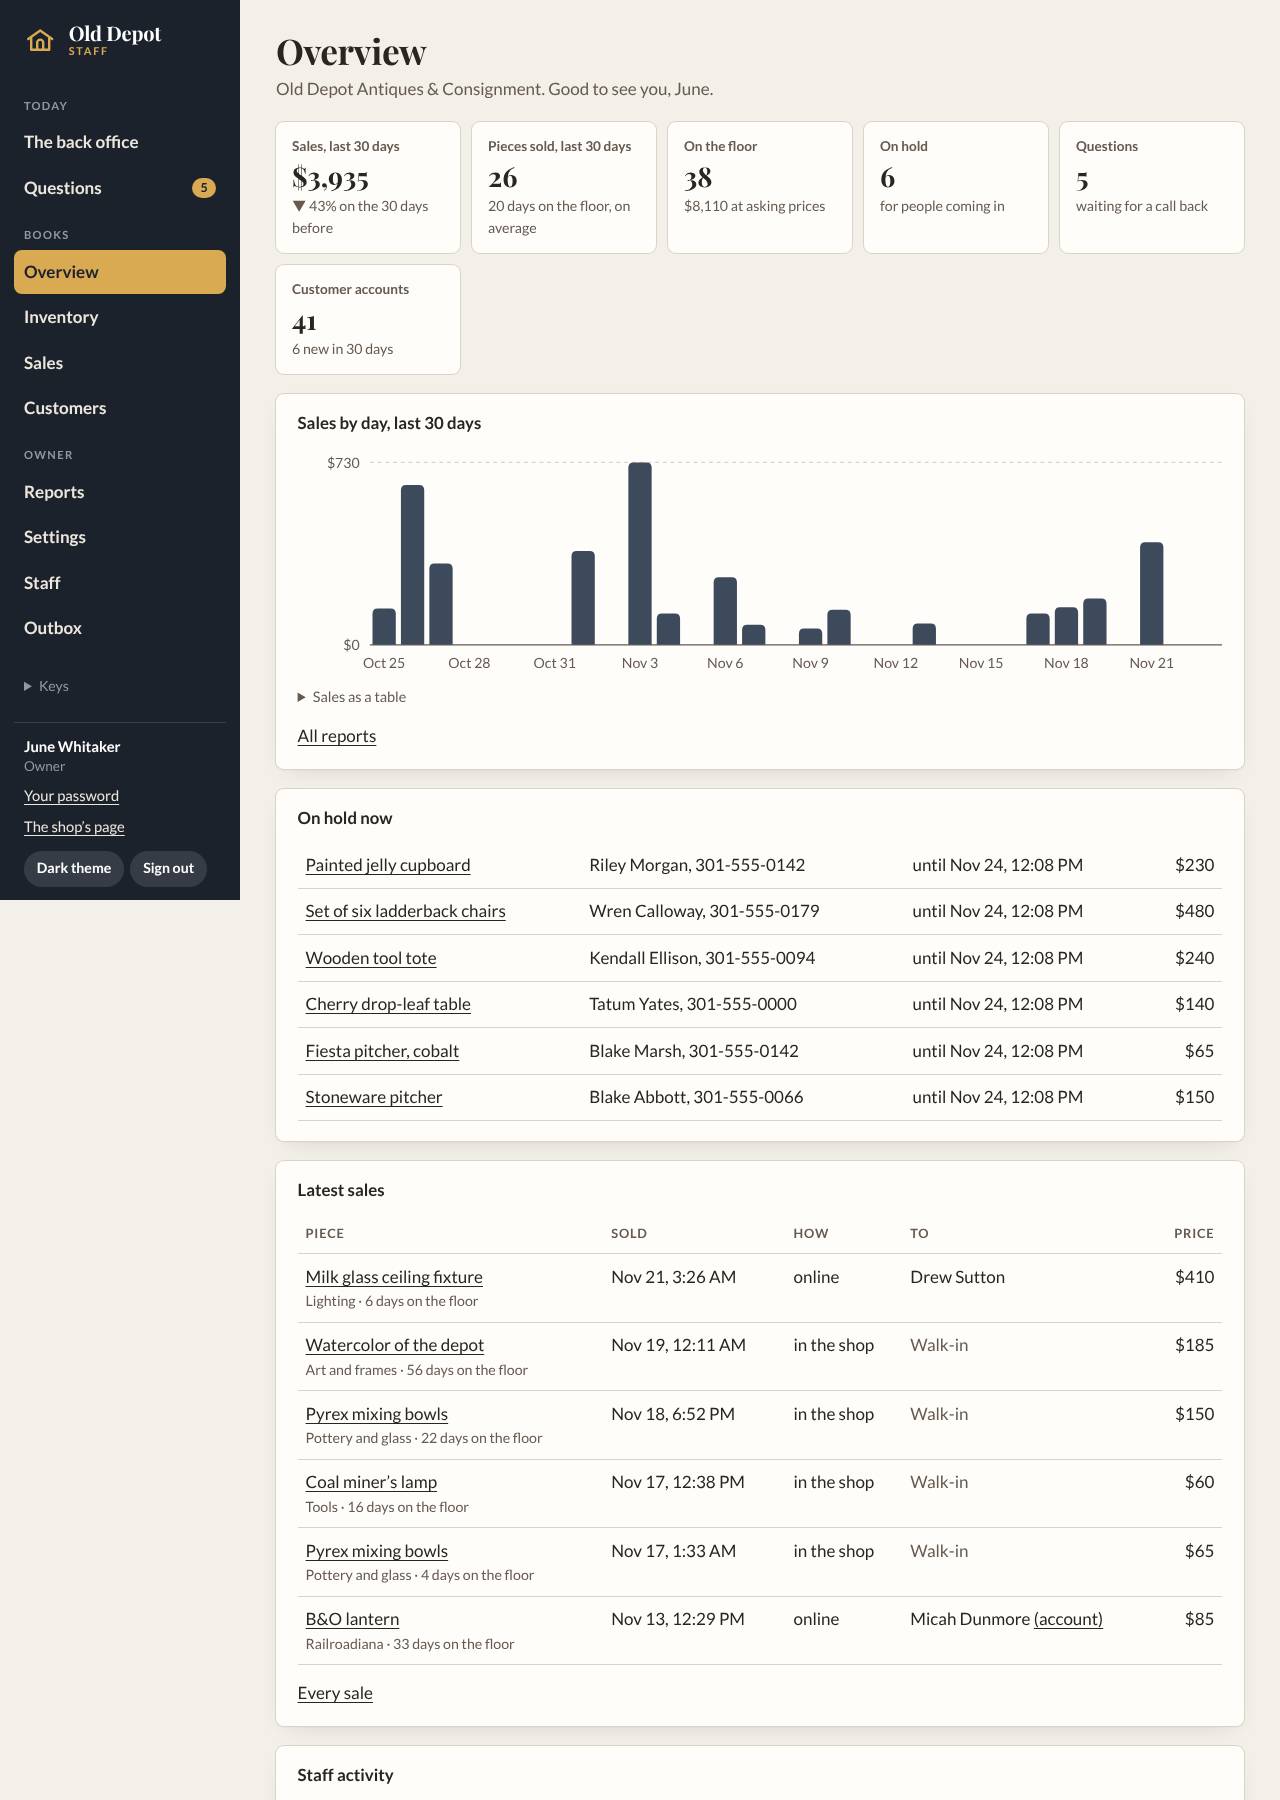 Old Depot
STAFF
TODAY
The back office
Questions 5
BOOKS
Overview
Inventory
Sales
Customers
OWNER
Reports
Settings
Staff
Outbox
▶ Keys
June Whitaker
Owner
Your password
The shop's page
Dark theme Sign out
Overview
Old Depot Antiques & Consignment. Good to see you, June.
Sales, last 30 days
$3,935
▼ 43% on the 30 days
before
Pieces sold, last 30 days
26
20 days on the floor, on
average
On the floor
38
$8,110 at asking prices
On hold
6
for people coming in
Questions
5
waiting for a call back
Customer accounts
41
6 new in 30 days
Sales by day, last 30 days
$730
$0
Oct 25 Oct 28 Oct 31 Nov 3 Nov 6 Nov 9 Nov 12 Nov 15 Nov 18 Nov 21
▶ Sales as a table
All reports
On hold now
Painted jelly cupboard Riley Morgan, 301-555-0142 until Nov 24, 12:08 PM $230
Set of six ladderback chairs Wren Calloway, 301-555-0179 until Nov 24, 12:08 PM $480
Wooden tool tote Kendall Ellison, 301-555-0094 until Nov 24, 12:08 PM $240
Cherry drop-leaf table Tatum Yates, 301-555-0000 until Nov 24, 12:08 PM $140
Fiesta pitcher, cobalt Blake Marsh, 301-555-0142 until Nov 24, 12:08 PM $65
Stoneware pitcher Blake Abbott, 301-555-0066 until Nov 24, 12:08 PM $150
Latest sales
PIECE SOLD HOW TO PRICE
Milk glass ceiling fixture Nov 21, 3:26 AM online Drew Sutton $410
Lighting · 6 days on the floor
Watercolor of the depot Nov 19, 12:11 AM in the shop Walk-in $185
Art and frames · 56 days on the floor
Pyrex mixing bowls Nov 18, 6:52 PM in the shop Walk-in $150
Pottery and glass · 22 days on the floor
Coal miner’s lamp Nov 17, 12:38 PM in the shop Walk-in $60
Tools · 16 days on the floor
Pyrex mixing bowls Nov 17, 1:33 AM in the shop Walk-in $65
Pottery and glass · 4 days on the floor
B&O lantern Nov 13, 12:29 PM online Micah Dunmore (account) $85
Railroadiana · 33 days on the floor
Every sale
Staff activity